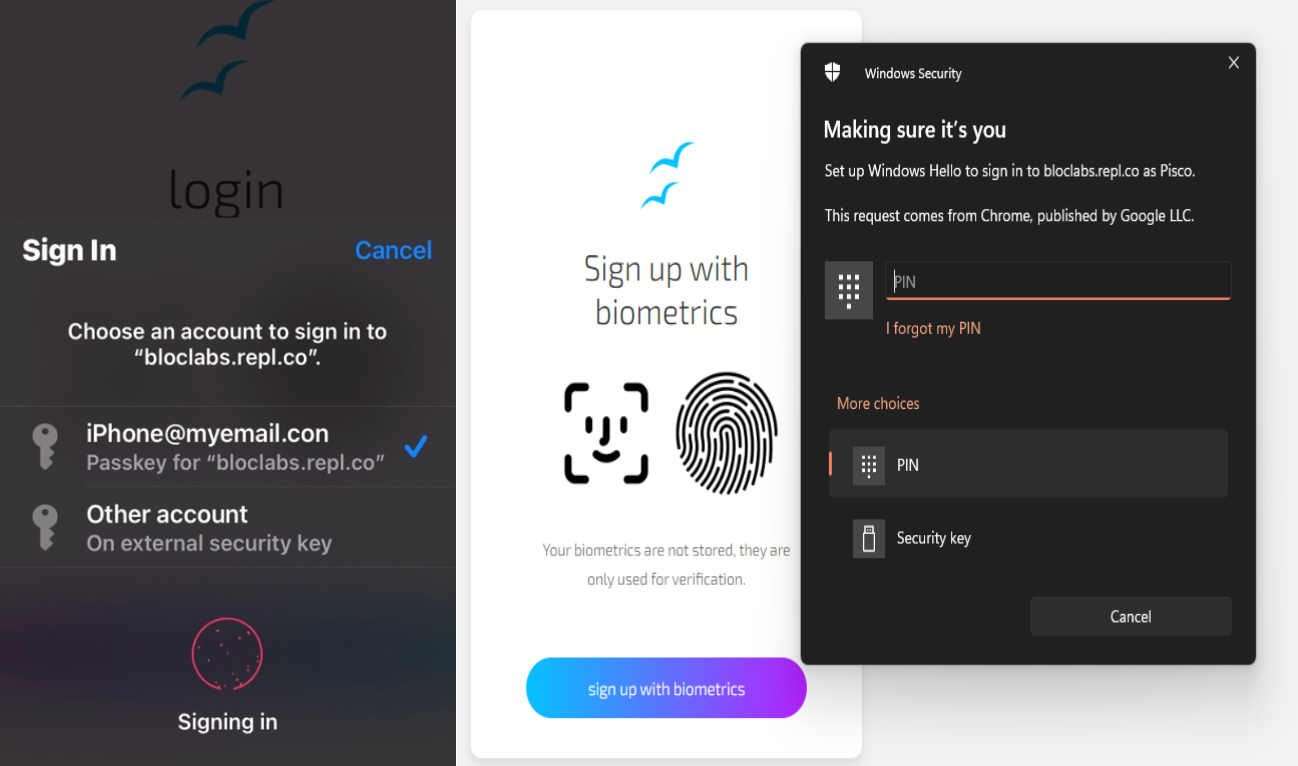 login
Sign In
Cancel
Choose an account to sign in to
“bloclabs.repl.co”.
iPhone@myemail.con
Passkey for “bloclabs.repl.co”
Other account
On external security key
Signing in
Sign up with
biometrics
Your biometrics are not stored, they are
only used for verification.
sign up with biometrics
Windows Security
X
Making sure it’s you
Set up Windows Hello to sign in to bloclabs.repl.co as Pisco.
This request comes from Chrome, published by Google LLC.
PIN
I forgot my PIN
More choices
PIN
Security key
Cancel